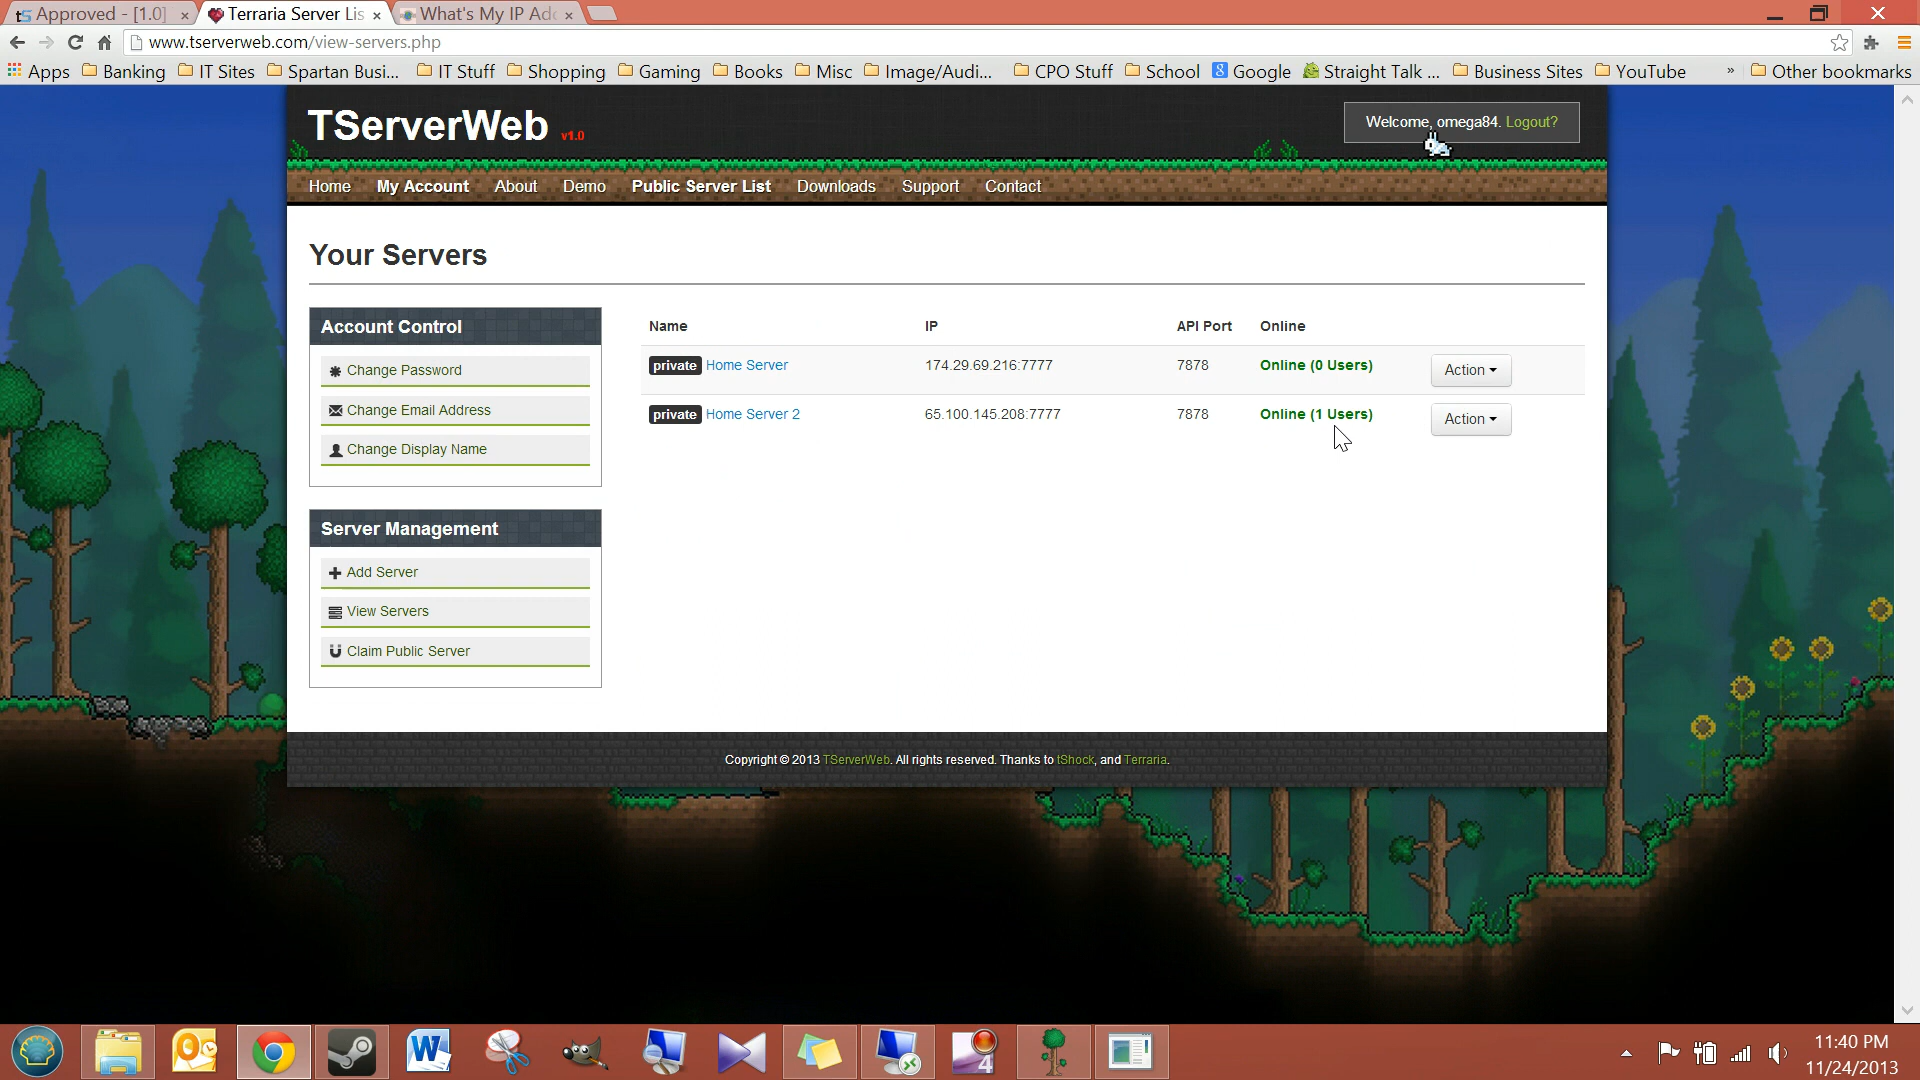 Approved - [1.0]
Terraria Server Lis
What's My IP Ad
www.tserverweb.com/view-servers.php
Apps Banking IT Sites Spartan Busi... IT Stuff Shopping Gaming Books Misc Image/Audi... CPO Stuff School Google Straight Talk ... Business Sites YouTube » Other bookmarks
TServerWeb v1.0
Welcome, omega84. Logout?
Home My Account About Demo Public Server List Downloads Support Contact
Your Servers
Account Control
Change Password
Change Email Address
Change Display Name
Server Management
Add Server
View Servers
Claim Public Server
Name IP API Port Online
private Home Server 174.29.69.216:7777 7878 Online (0 Users) Action
private Home Server 2 65.100.145.208:7777 7878 Online (1 Users) Action
Copyright © 2013 TServerWeb. All rights reserved. Thanks to tShock, and Terraria.
11:40 PM
11/24/2013